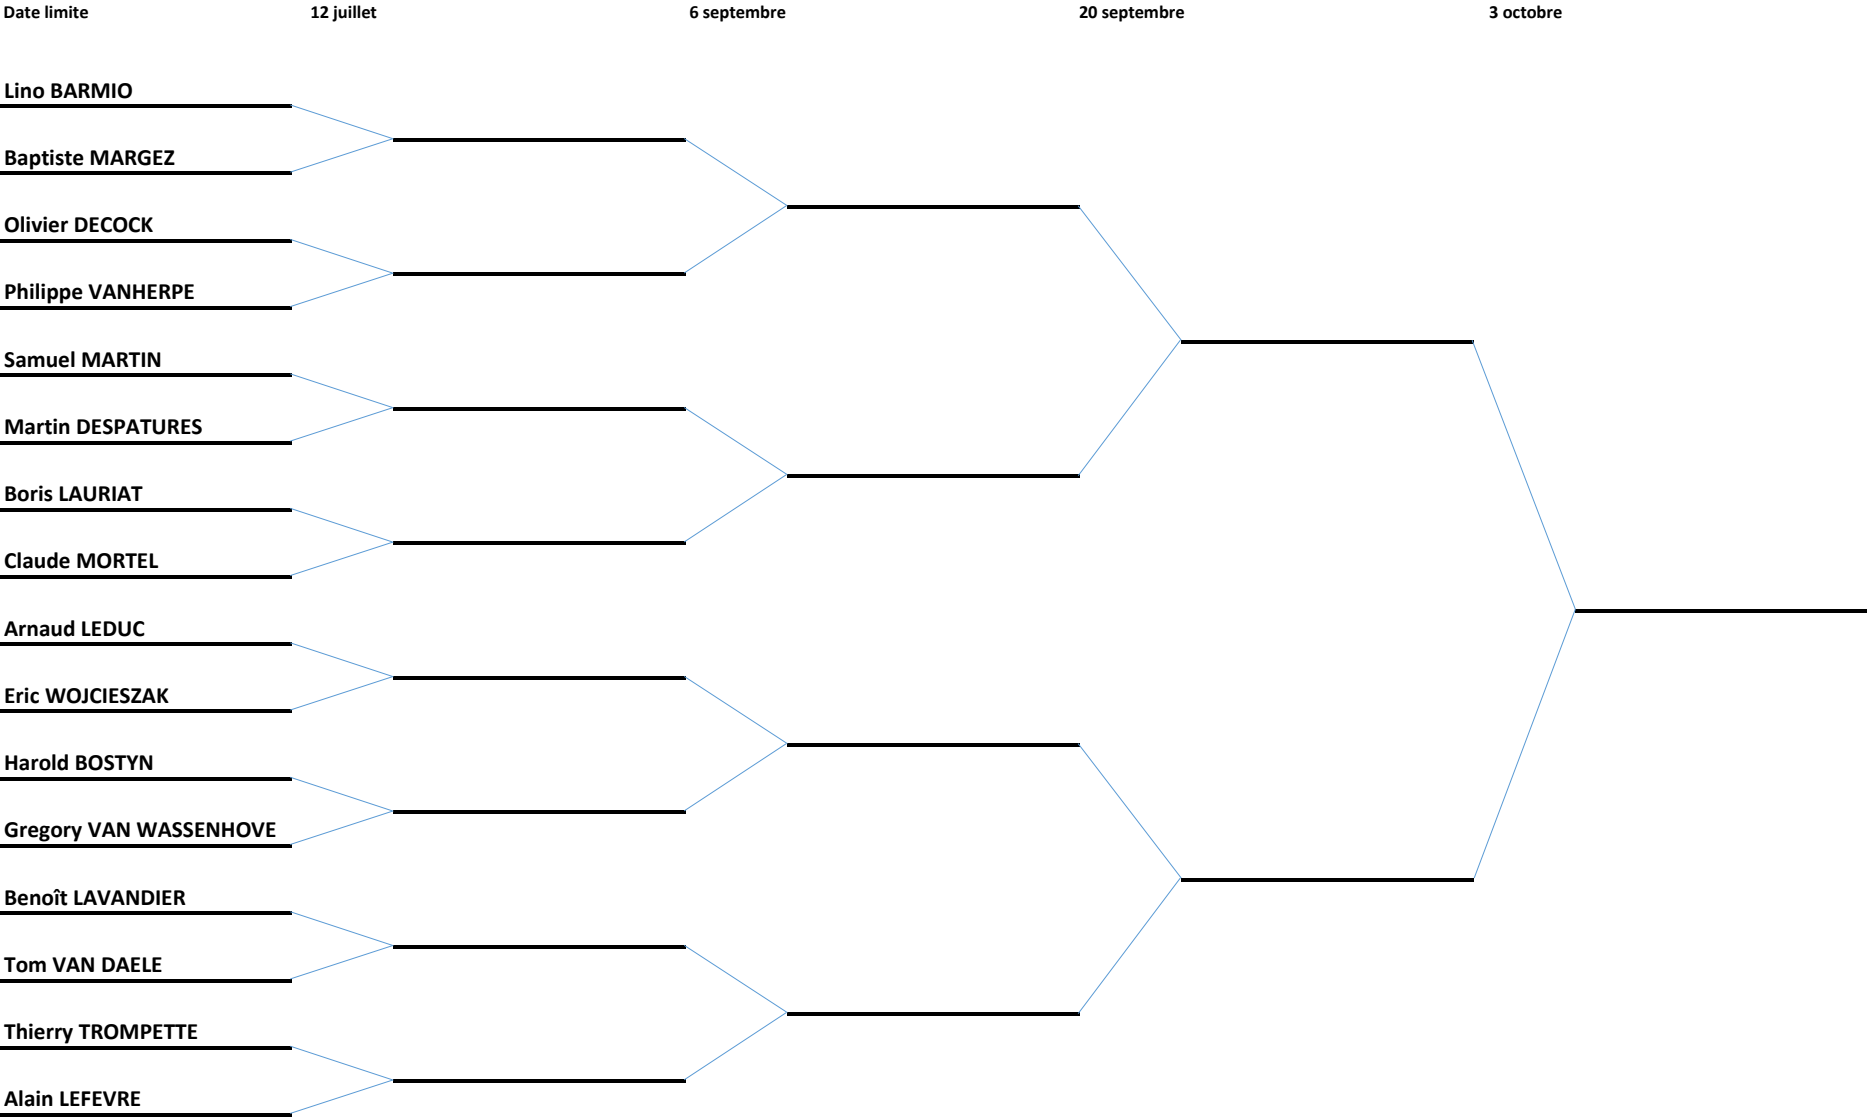 Date limite 12 juillet 6 septembre 20 septembre 3 octobre
Lino BARMIO
Baptiste MARGEZ
Olivier DECOCK
Philippe VANHERPE
Samuel MARTIN
Martin DESPATURES
Boris LAURIAT
Claude MORTEL
Arnaud LEDUC
Eric WOJCIESZAK
Harold BOSTYN
Gregory VAN WASSENHOVE
Benoît LAVANDIER
Tom VAN DAELE
Thierry TROMPETTE
Alain LEFEVRE